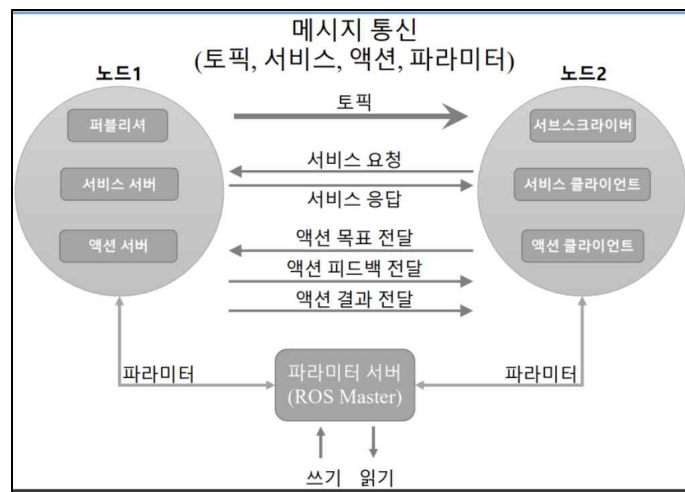 메시지 통신
(토픽, 서비스, 액션, 파라미터)
노드1
노드2
토픽
퍼블리셔
서브스크라이버
서비스 요청
서비스 서버
서비스 클라이언트
서비스 응답
액션 목표 전달
액션 서버
액션 클라이언트
액션 피드백 전달
액션 결과 전달
파라미터
파라미터 서버
(ROS Master)
파라미터
쓰기
읽기